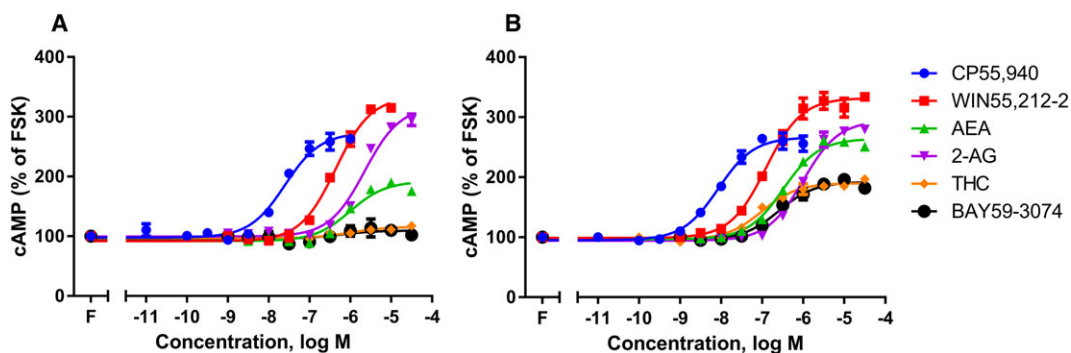 A
cAMP (% of FSK)
400
300
200
100
0
F
-11 -10 -9 -8 -7 -6 -5 -4
Concentration, log M
B
cAMP (% of FSK)
400
300
200
100
0
F
-11 -10 -9 -8 -7 -6 -5 -4
Concentration, log M
CP55,940
WIN55,212-2
AEA
2-AG
THC
BAY59-3074